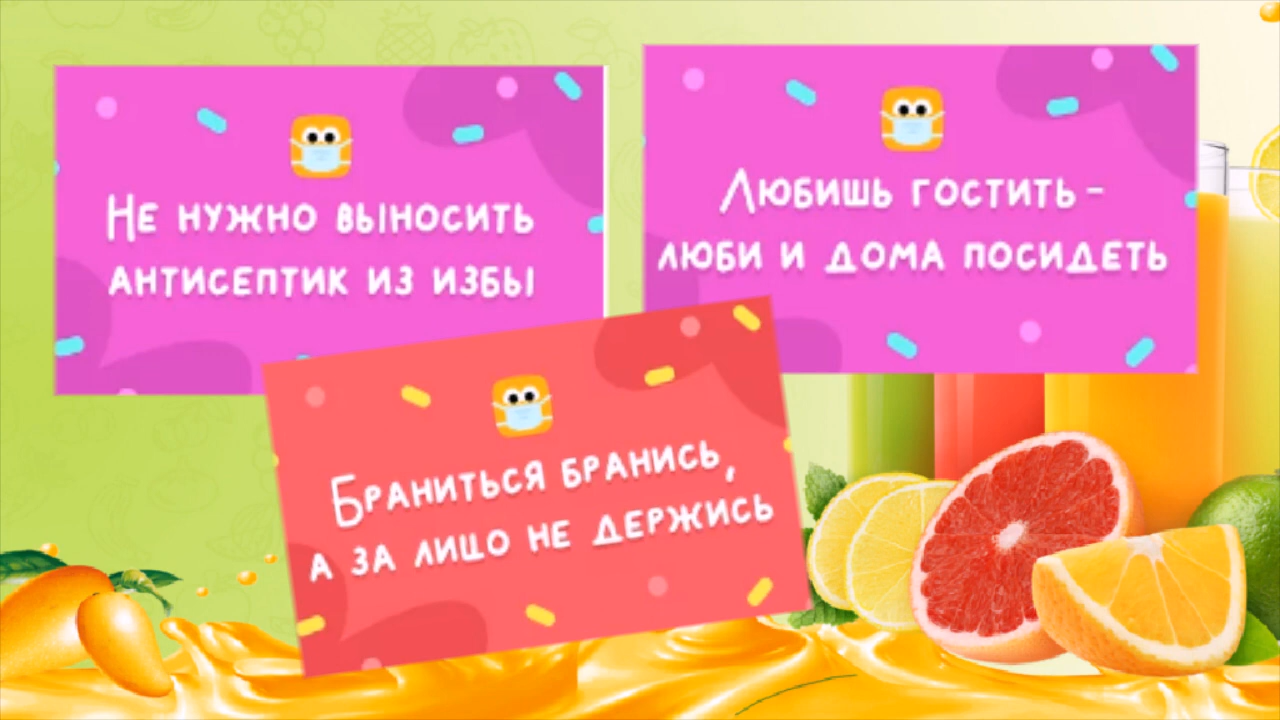 Не нужно выносить
антисептик из избы
Любишь гостить -
люби и дома посидеть
Браниться бранись,
а за лицо не держись